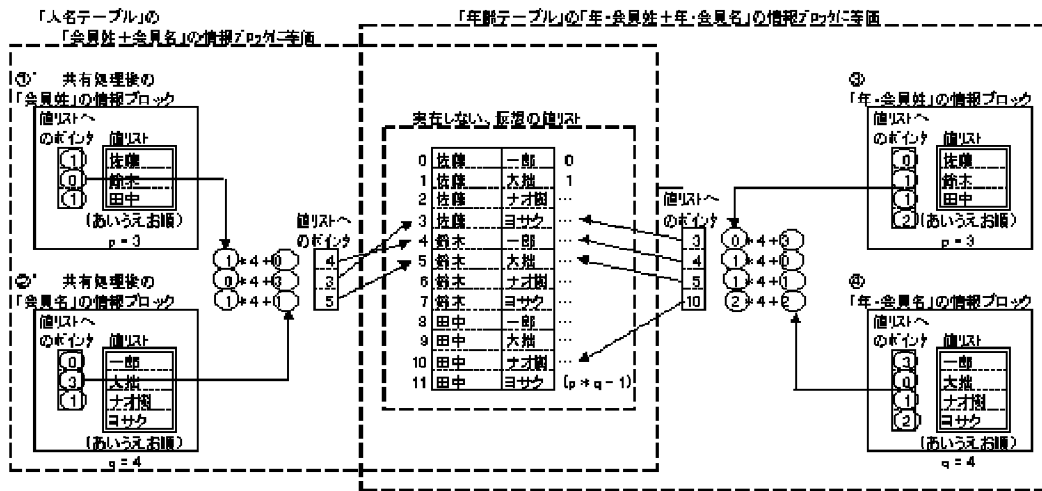 「人名テーブル」の
「会員姓＋会員名」の情報ブロックに等価
「年齢テーブル」の「年・会員姓＋年・会員名」の情報ブロックに等価
①' 共有処理後の
「会員姓」の情報ブロック
値リストへ
のポインタ 値リスト
1 佐藤
0 鈴木
1 田中
(あいうえお順)
p = 3
②' 共有処理後の
「会員名」の情報ブロック
値リストへ
のポインタ 値リスト
0 一郎
3 大拙
1 ナオ樹
ヨサク
(あいうえお順)
q = 4
1*4+0
0*4+3
1*4+1
値リストへ
のポインタ
4
3
5
実在しない、仮想の値リスト
0 佐藤 一郎 0
1 佐藤 大拙 1
2 佐藤 ナオ樹 …
3 佐藤 ヨサク …
4 鈴木 一郎 …
5 鈴木 大拙 …
6 鈴木 ナオ樹 …
7 鈴木 ヨサク …
8 田中 一郎 …
9 田中 大拙 …
10 田中 ナオ樹 …
11 田中 ヨサク (p * q - 1)
値リストへ
のポインタ
3
4
5
10
0*4+3
1*4+0
1*4+1
2*4+2
③
「年・会員姓」の情報ブロック
値リストへ
のポインタ 値リスト
0 佐藤
1 鈴木
1 田中
2 (あいうえお順)
p = 3
④
「年・会員名」の情報ブロック
値リストへ
のポインタ 値リスト
3 一郎
0 大拙
1 ナオ樹
2 ヨサク
(あいうえお順)
q = 4